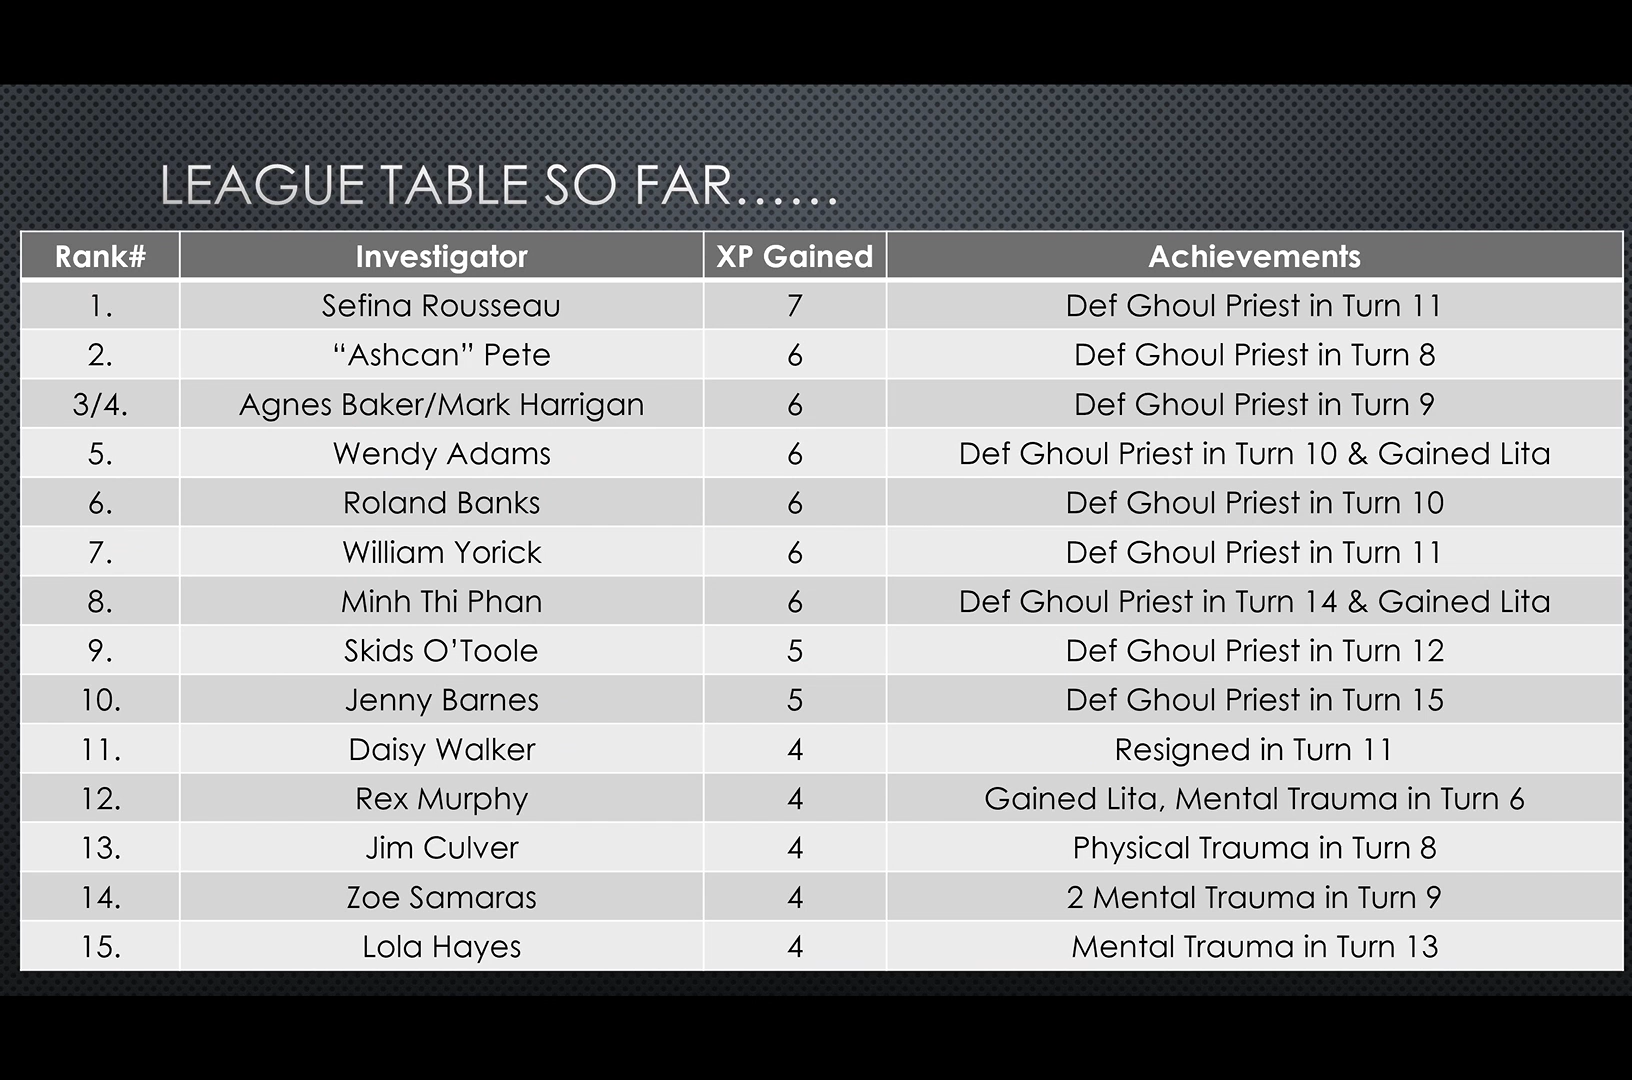 LEAGUE TABLE SO FAR......
Rank# Investigator XP Gained Achievements
1. Sefina Rousseau 7 Def Ghoul Priest in Turn 11
2. “Ashcan” Pete 6 Def Ghoul Priest in Turn 8
3/4. Agnes Baker/Mark Harrigan 6 Def Ghoul Priest in Turn 9
5. Wendy Adams 6 Def Ghoul Priest in Turn 10 & Gained Lita
6. Roland Banks 6 Def Ghoul Priest in Turn 10
7. William Yorick 6 Def Ghoul Priest in Turn 11
8. Minh Thi Phan 6 Def Ghoul Priest in Turn 14 & Gained Lita
9. Skids O’Toole 5 Def Ghoul Priest in Turn 12
10. Jenny Barnes 5 Def Ghoul Priest in Turn 15
11. Daisy Walker 4 Resigned in Turn 11
12. Rex Murphy 4 Gained Lita, Mental Trauma in Turn 6
13. Jim Culver 4 Physical Trauma in Turn 8
14. Zoe Samaras 4 2 Mental Trauma in Turn 9
15. Lola Hayes 4 Mental Trauma in Turn 13